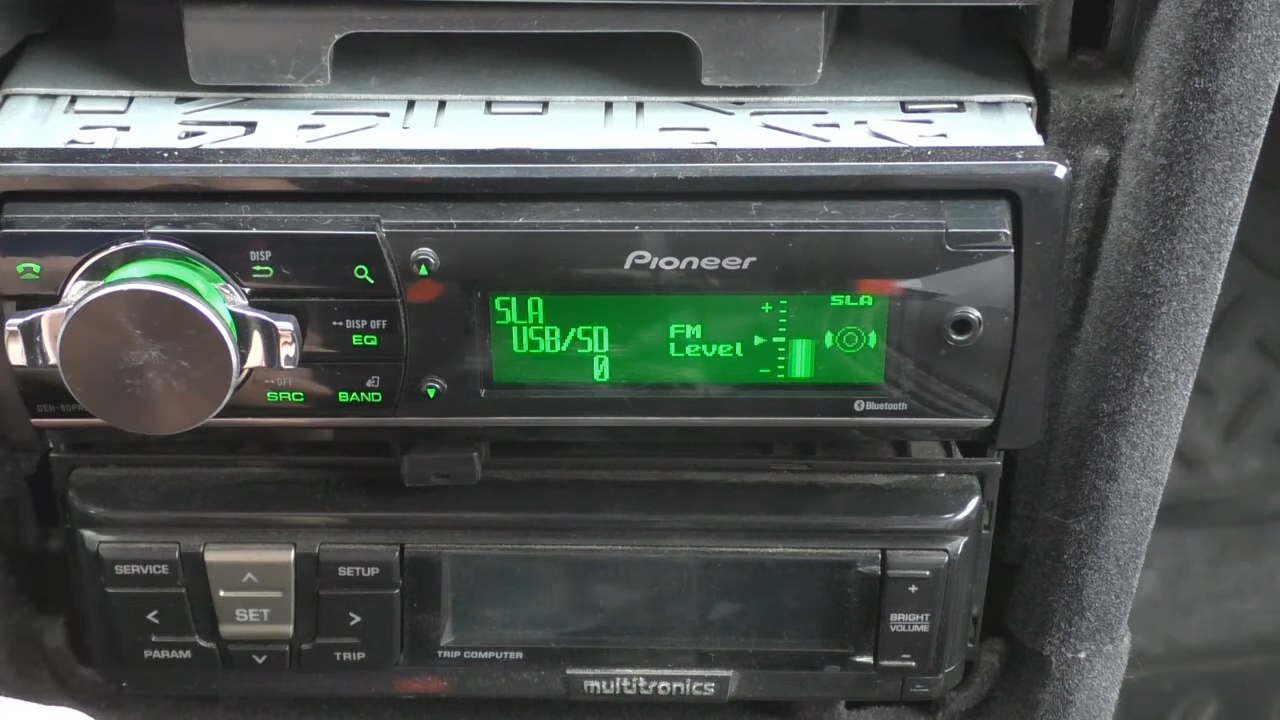 Pioneer
DISP
DISP OFF
EQ
OFF
SRC
BAND
SLA
USB/SD
0
FM
Level
+
-
SLA
Bluetooth
SERVICE
SETUP
SET
<
>
PARAM
TRIP
TRIP COMPUTER
+
BRIGHT
VOLUME
-
multitronics